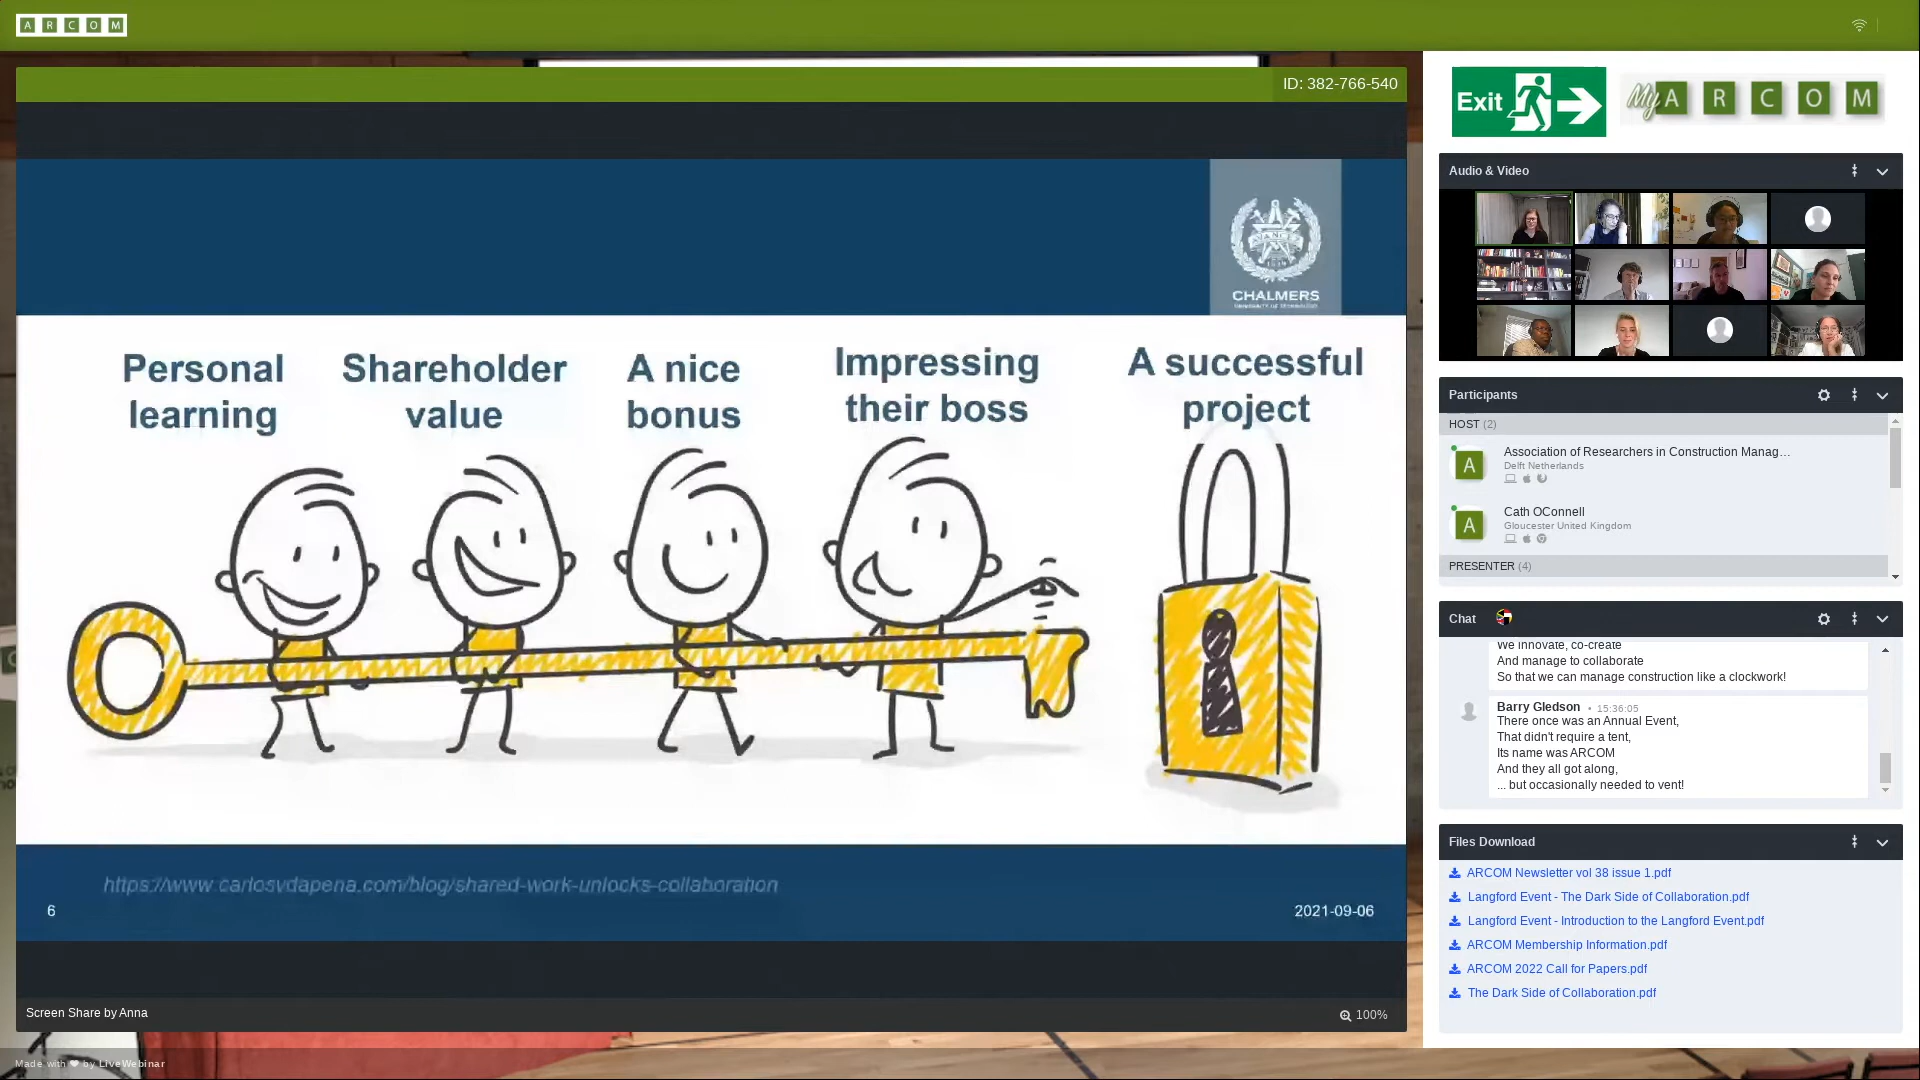 A R C O M
ID: 382-766-540
CHALMERS
Personal
learning
Shareholder
value
A nice
bonus
Impressing
their boss
A successful
project
https://www.carlosvdapena.com/blog/shared-work-unlocks-collaboration
6
2021-09-06
Screen Share by Anna
100%
Made with ❤ by LiveWebinar
Exit
My A R C O M
Audio & Video
Participants
HOST (2)
A
Association of Researchers in Construction Manag…
Delft Netherlands
A
Cath OConnell
Gloucester United Kingdom
PRESENTER (4)
Chat
We innovate, co-create
And manage to collaborate
So that we can manage construction like a clockwork!
Barry Gledson • 15:36:05
There once was an Annual Event,
That didn't require a tent,
Its name was ARCOM
And they all got along,
... but occasionally needed to vent!
Files Download
ARCOM Newsletter vol 38 issue 1.pdf
Langford Event - The Dark Side of Collaboration.pdf
Langford Event - Introduction to the Langford Event.pdf
ARCOM Membership Information.pdf
ARCOM 2022 Call for Papers.pdf
The Dark Side of Collaboration.pdf